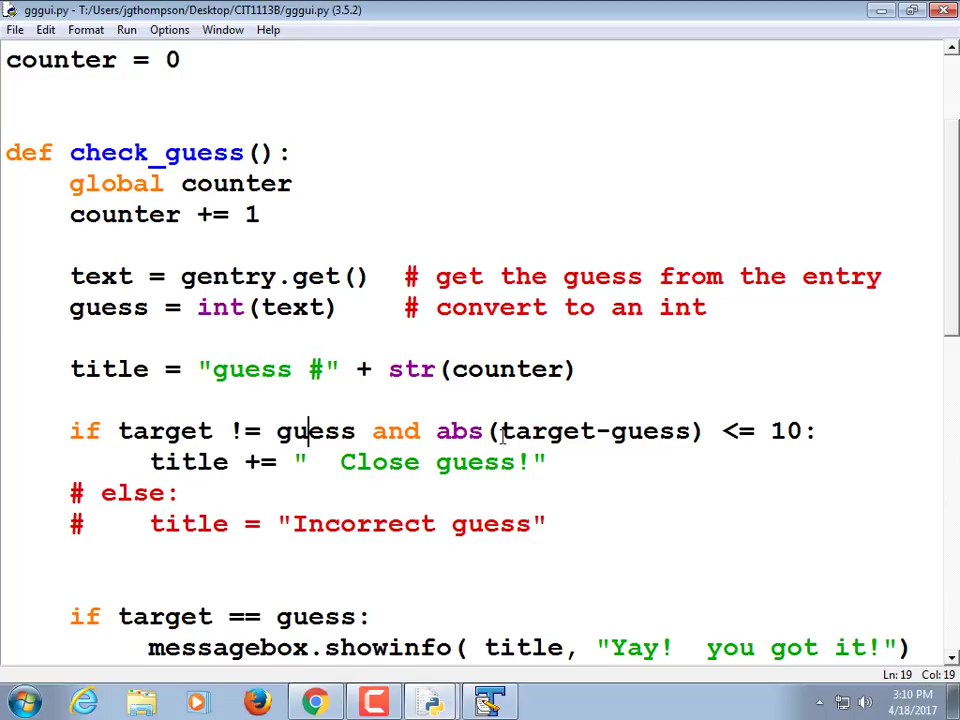 gggui.py - T:/Users/jgthompson/Desktop/CIT1113B/gggui.py (3.5.2)
File Edit Format Run Options Window Help
counter = 0
def check_guess():
    global counter
    counter += 1
    text = gentry.get()  # get the guess from the entry
    guess = int(text)    # convert to an int
    title = "guess #" + str(counter)
    if target != guess and abs(target-guess) <= 10:
         title += "  Close guess!"
    # else:
    #    title = "Incorrect guess"
    if target == guess:
         messagebox.showinfo( title, "Yay!  you got it!")
Ln: 19 Col: 19
3:10 PM
4/18/2017